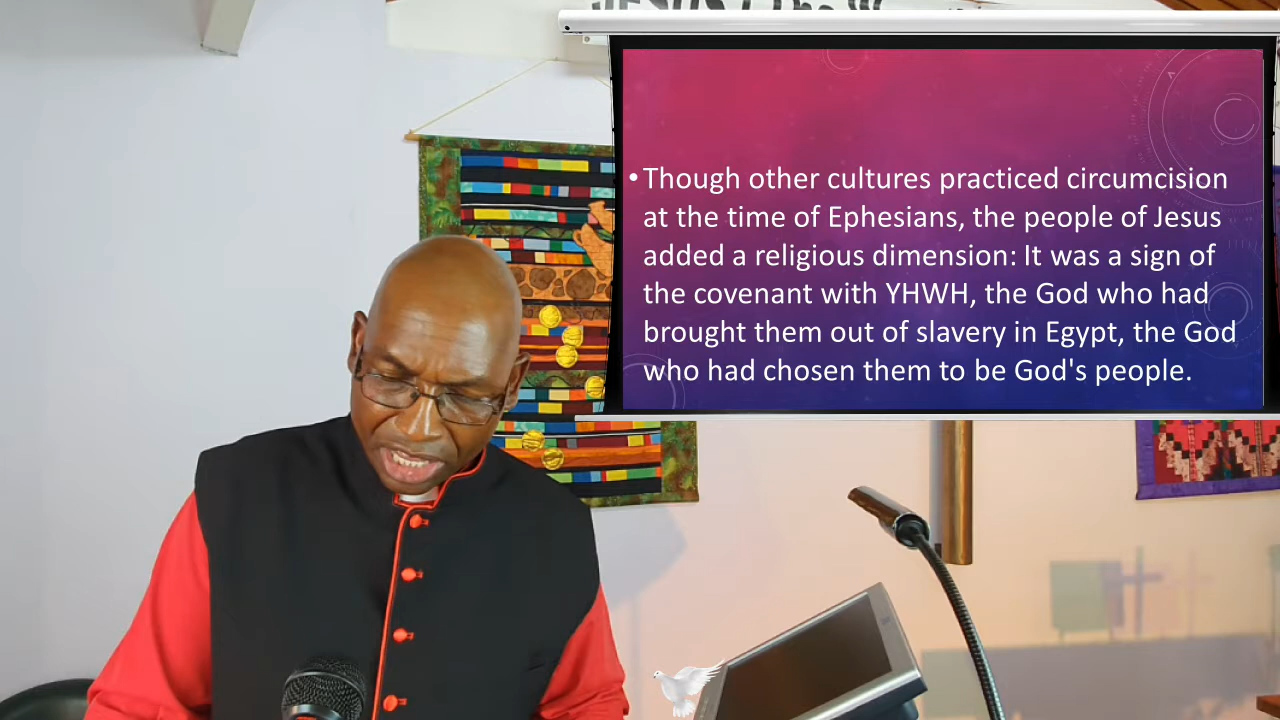 JESUS
• Though other cultures practiced circumcision
at the time of Ephesians, the people of Jesus
added a religious dimension: It was a sign of
the covenant with YHWH, the God who had
brought them out of slavery in Egypt, the God
who had chosen them to be God's people.